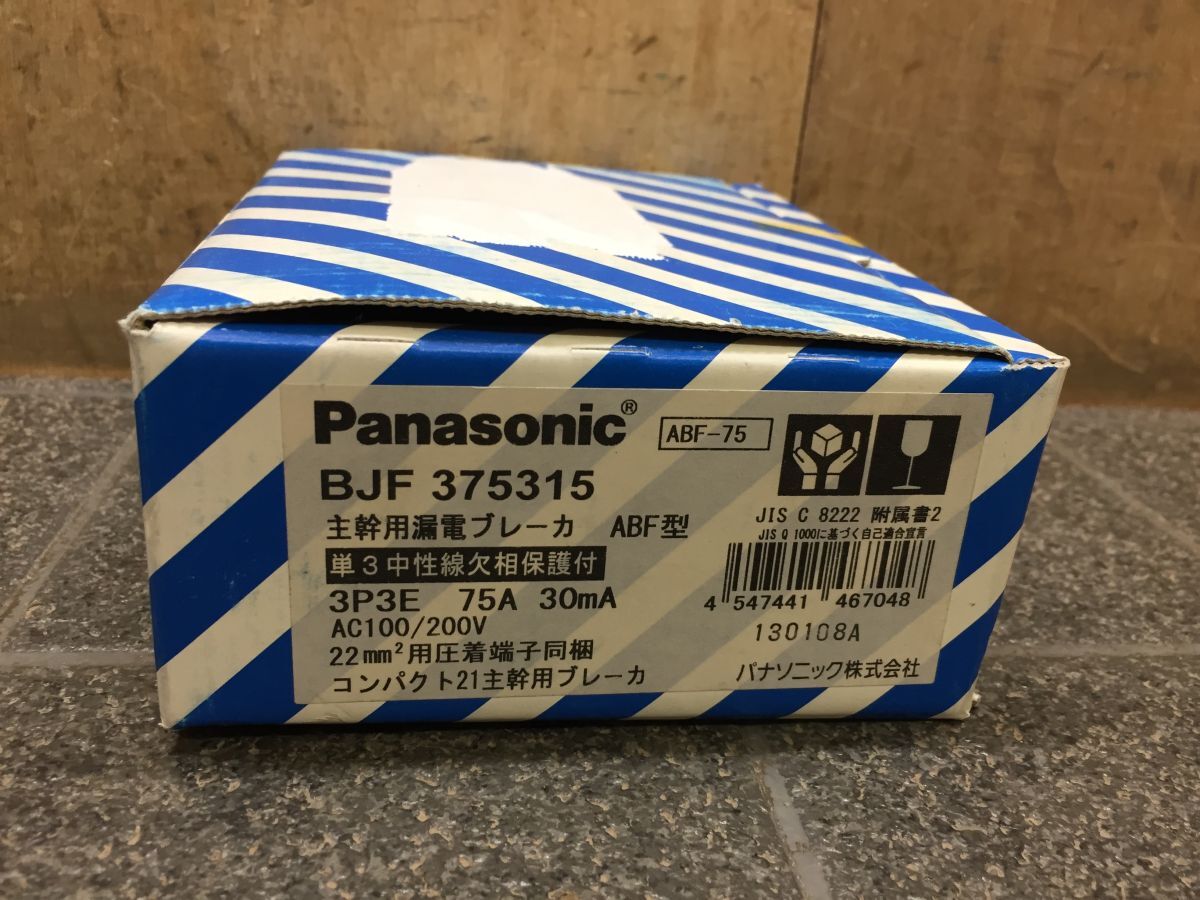 Panasonic®
ABF-75
BJF 375315
主幹用漏電ブレーカ ABF型
単3中性線欠相保護付
3P3E 75A 30mA
AC100/200V
22mm²用圧着端子同梱
コンパクト21主幹用ブレーカ
JIS C 8222 附属書2
JIS Q 1000に基づく自己適合宣言
4 547441 467048
130108A
パナソニック株式会社